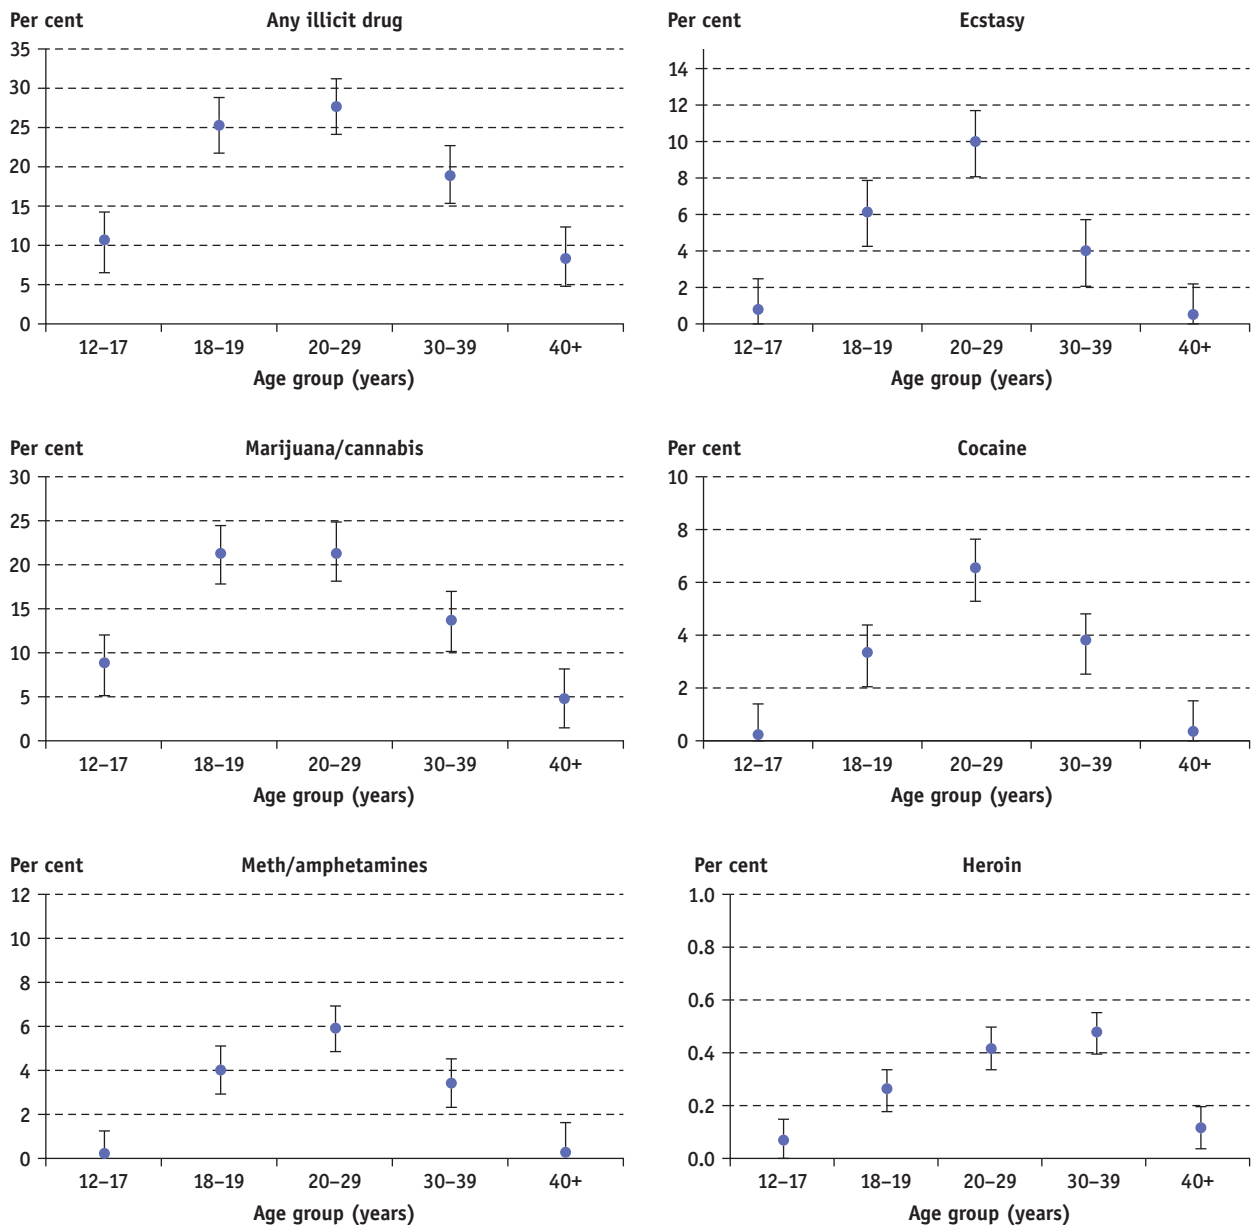 Per cent Any illicit drug
35
30
25
20
15
10
5
0
12–17 18–19 20–29 30–39 40+
Age group (years)
Per cent Ecstasy
14
12
10
8
6
4
2
0
12–17 18–19 20–29 30–39 40+
Age group (years)
Per cent Marijuana/cannabis
30
25
20
15
10
5
0
12–17 18–19 20–29 30–39 40+
Age group (years)
Per cent Cocaine
10
8
6
4
2
0
12–17 18–19 20–29 30–39 40+
Age group (years)
Per cent Meth/amphetamines
12
10
8
6
4
2
0
12–17 18–19 20–29 30–39 40+
Age group (years)
Per cent Heroin
1.0
0.8
0.6
0.4
0.2
0.0
12–17 18–19 20–29 30–39 40+
Age group (years)